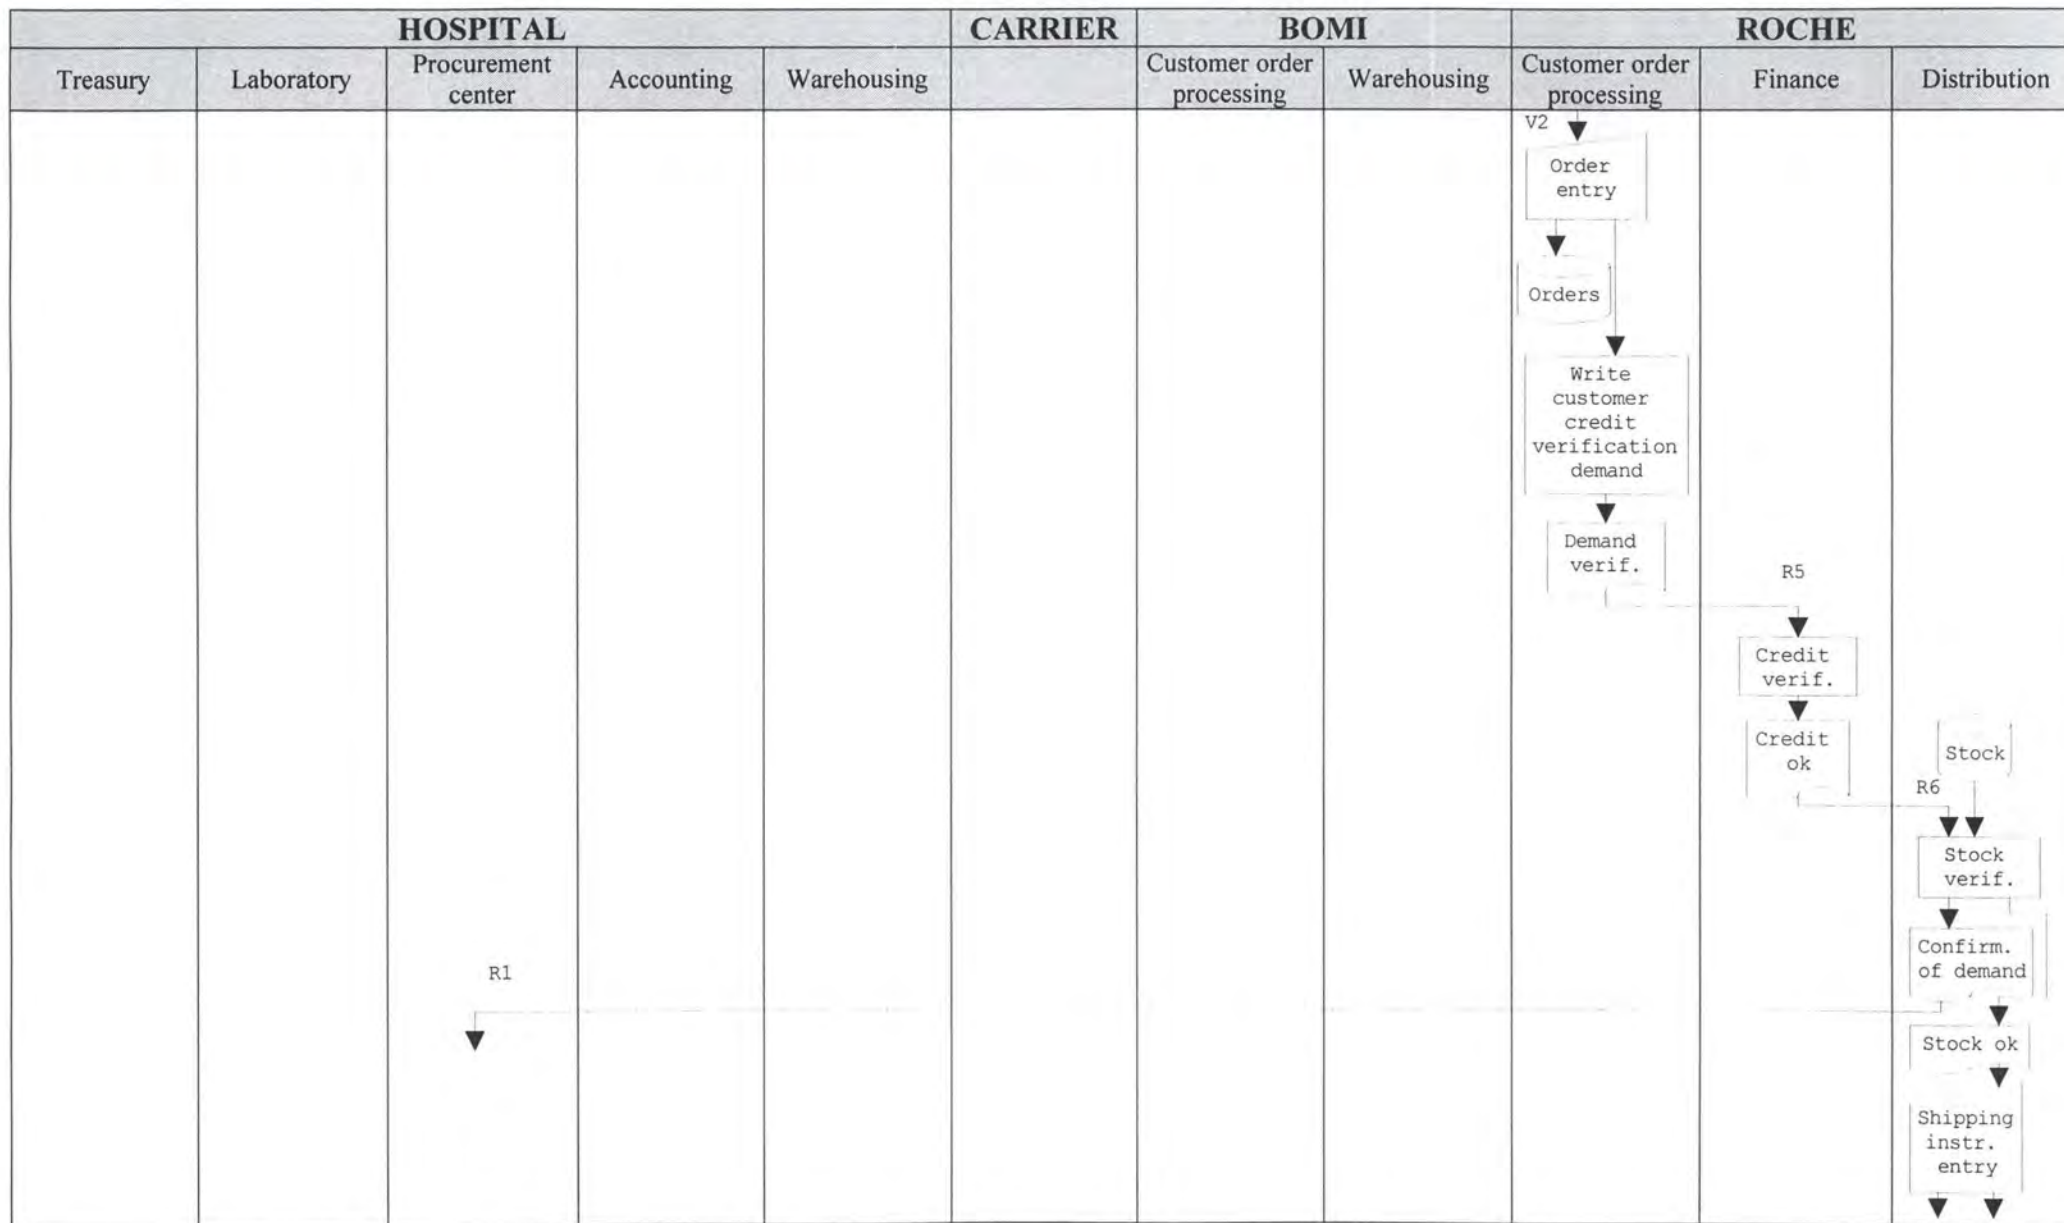 HOSPITAL CARRIER BOMI ROCHE
Treasury Laboratory Procurement center Accounting Warehousing Customer order processing Warehousing Customer order processing Finance Distribution
V2
Order
entry
Orders
Write
customer
credit
verification
demand
Demand
verif.
R5
Credit
verif.
Credit
ok
Stock
R6
Stock
verif.
Confirm.
of demand
R1
Stock ok
Shipping
instr.
entry